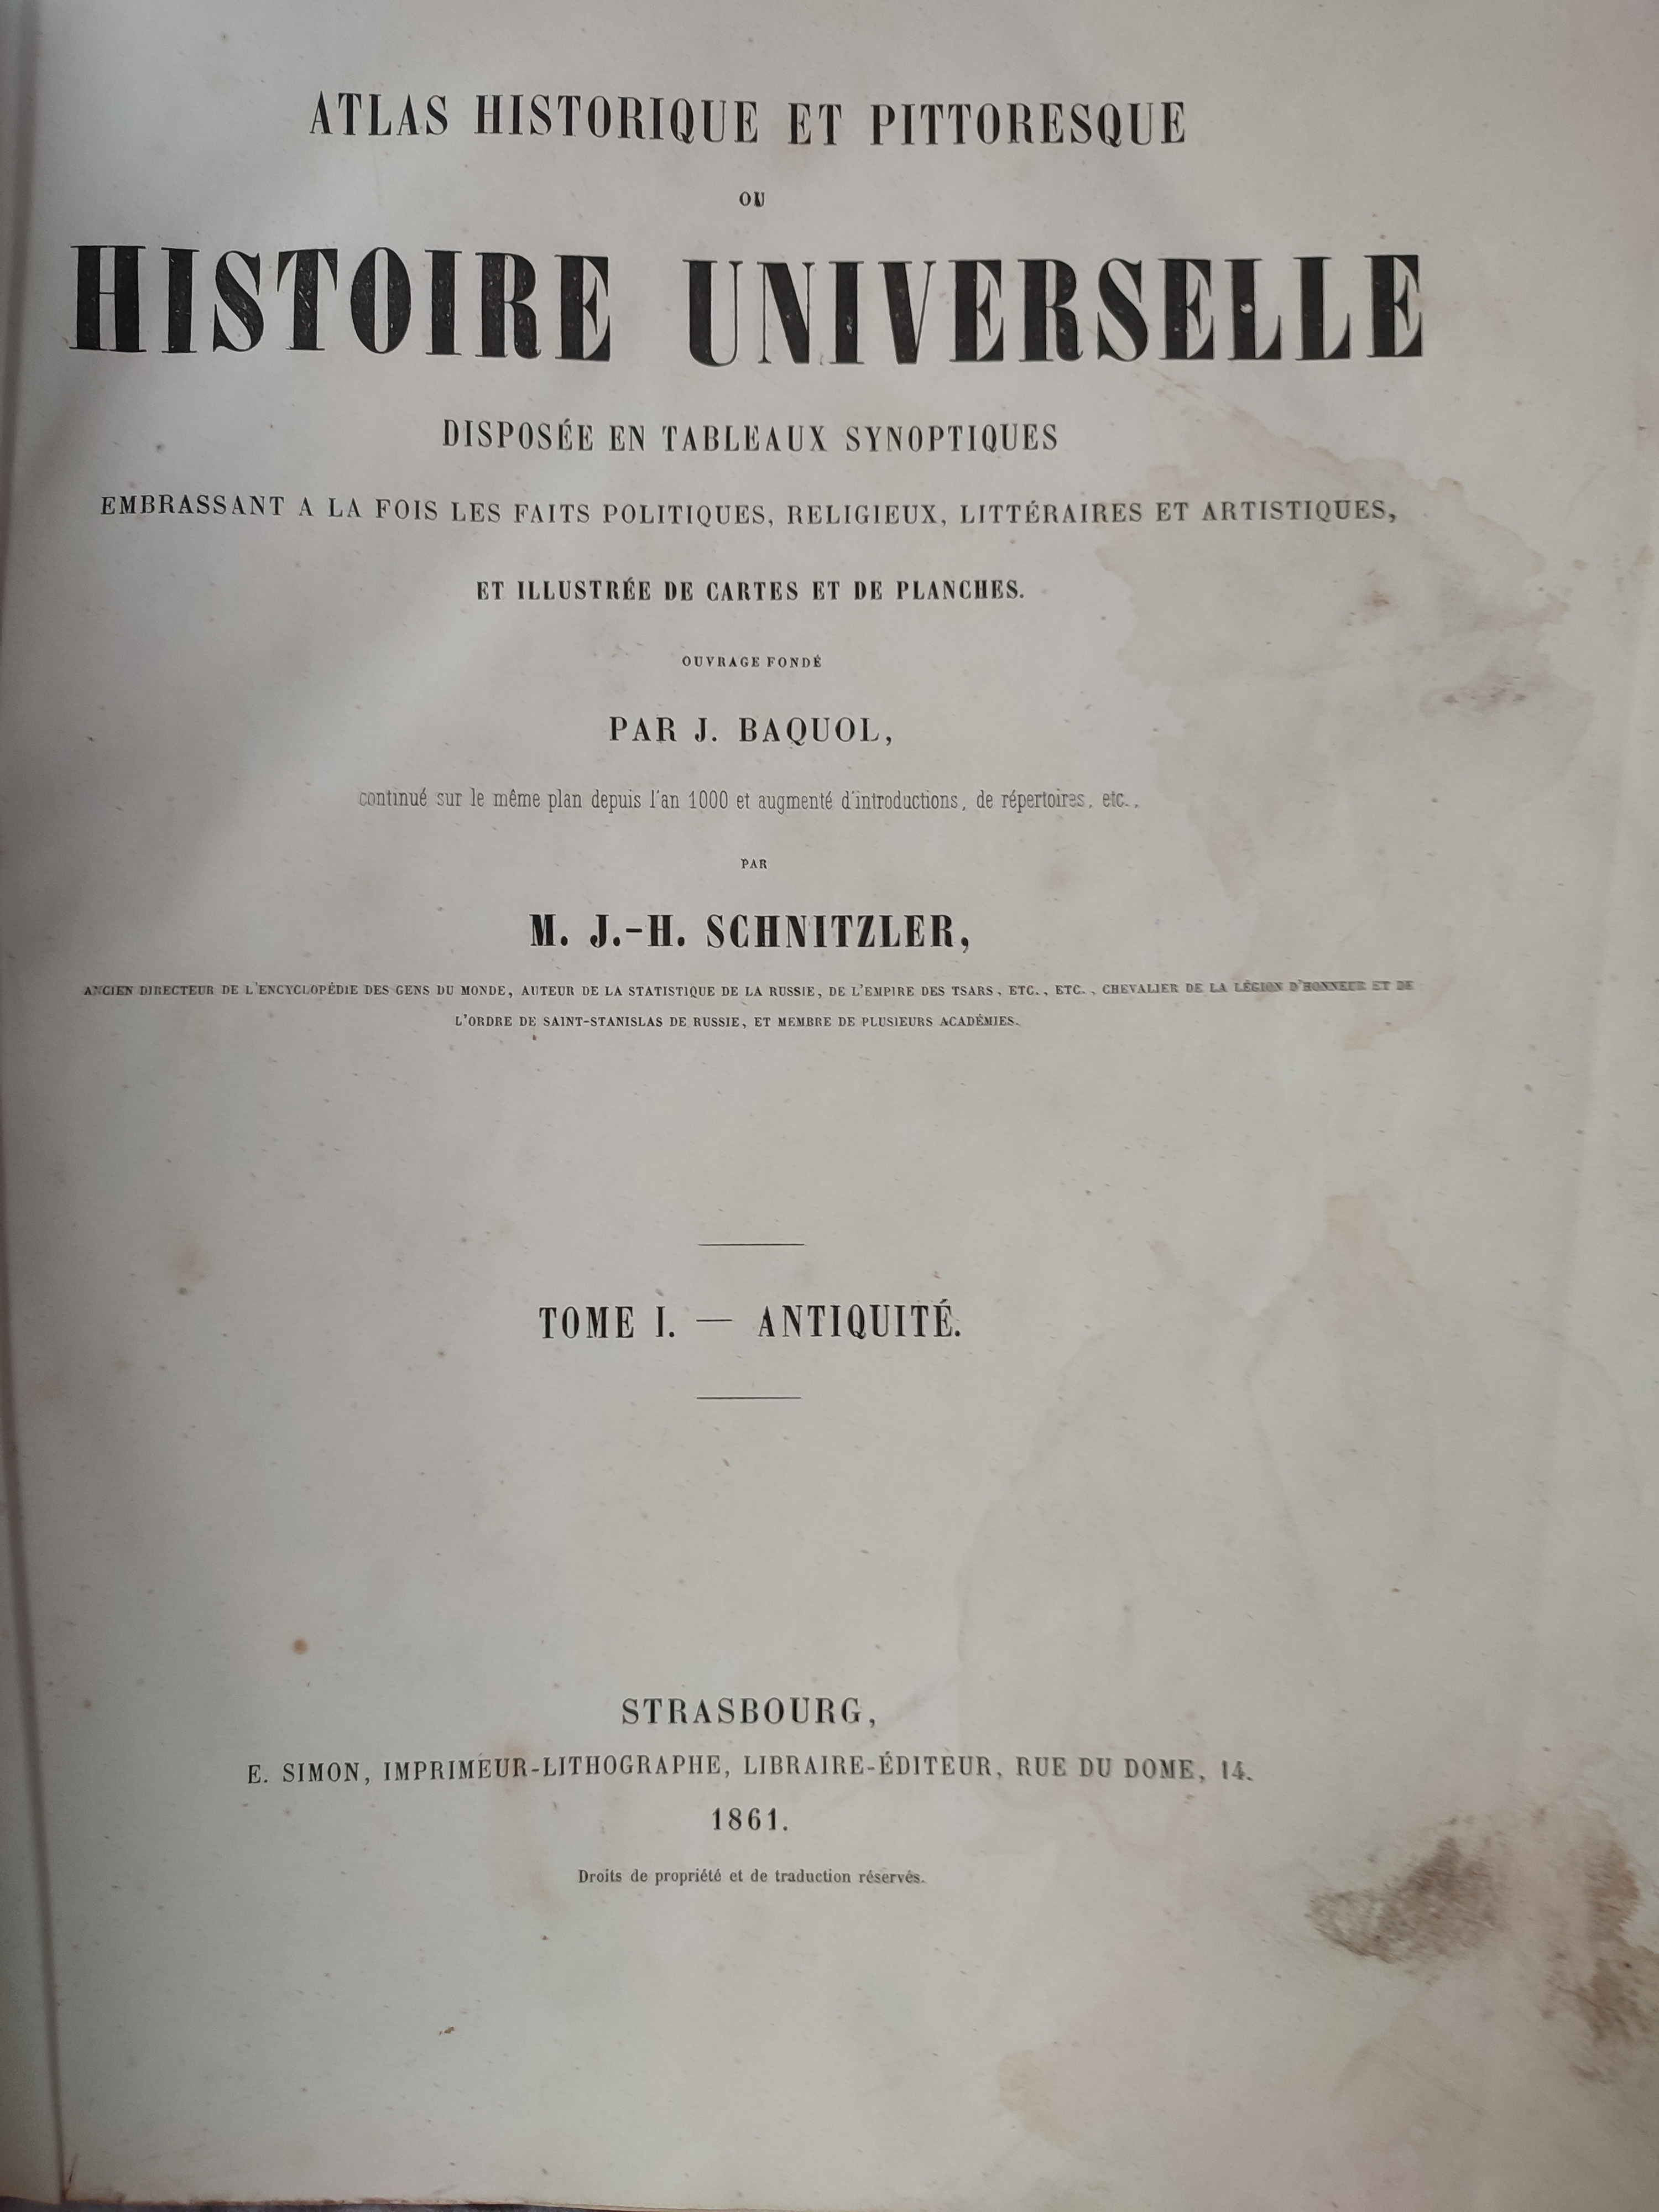 ATLAS HISTORIQUE ET PITTORESQUE
OU
HISTOIRE UNIVERSELLE
DISPOSÉE EN TABLEAUX SYNOPTIQUES
EMBRASSANT A LA FOIS LES FAITS POLITIQUES, RELIGIEUX, LITTÉRAIRES ET ARTISTIQUES,
ET ILLUSTRÉE DE CARTES ET DE PLANCHES.
OUVRAGE FONDÉ
PAR J. BAQUOL,
continué sur le même plan depuis l'an 1000 et augmenté d'introductions, de répertoires, etc.,
PAR
M. J.-H. SCHNITZLER,
ANCIEN DIRECTEUR DE L'ENCYCLOPÉDIE DES GENS DU MONDE, AUTEUR DE LA STATISTIQUE DE LA RUSSIE, DE L'EMPIRE DES TSARS, ETC., ETC., CHEVALIER DE LA LÉGION D'HONNEUR ET DE
L'ORDRE DE SAINT-STANISLAS DE RUSSIE, ET MEMBRE DE PLUSIEURS ACADÉMIES.
TOME I. — ANTIQUITÉ.
STRASBOURG,
E. SIMON, IMPRIMEUR-LITHOGRAPHE, LIBRAIRE-ÉDITEUR, RUE DU DOME, 14.
1861.
Droits de propriété et de traduction réservés.